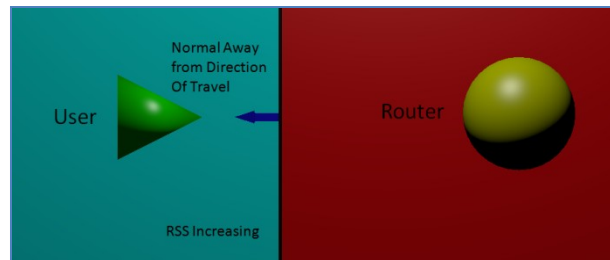 Normal Away
from Direction
Of Travel
User
Router
RSS Increasing